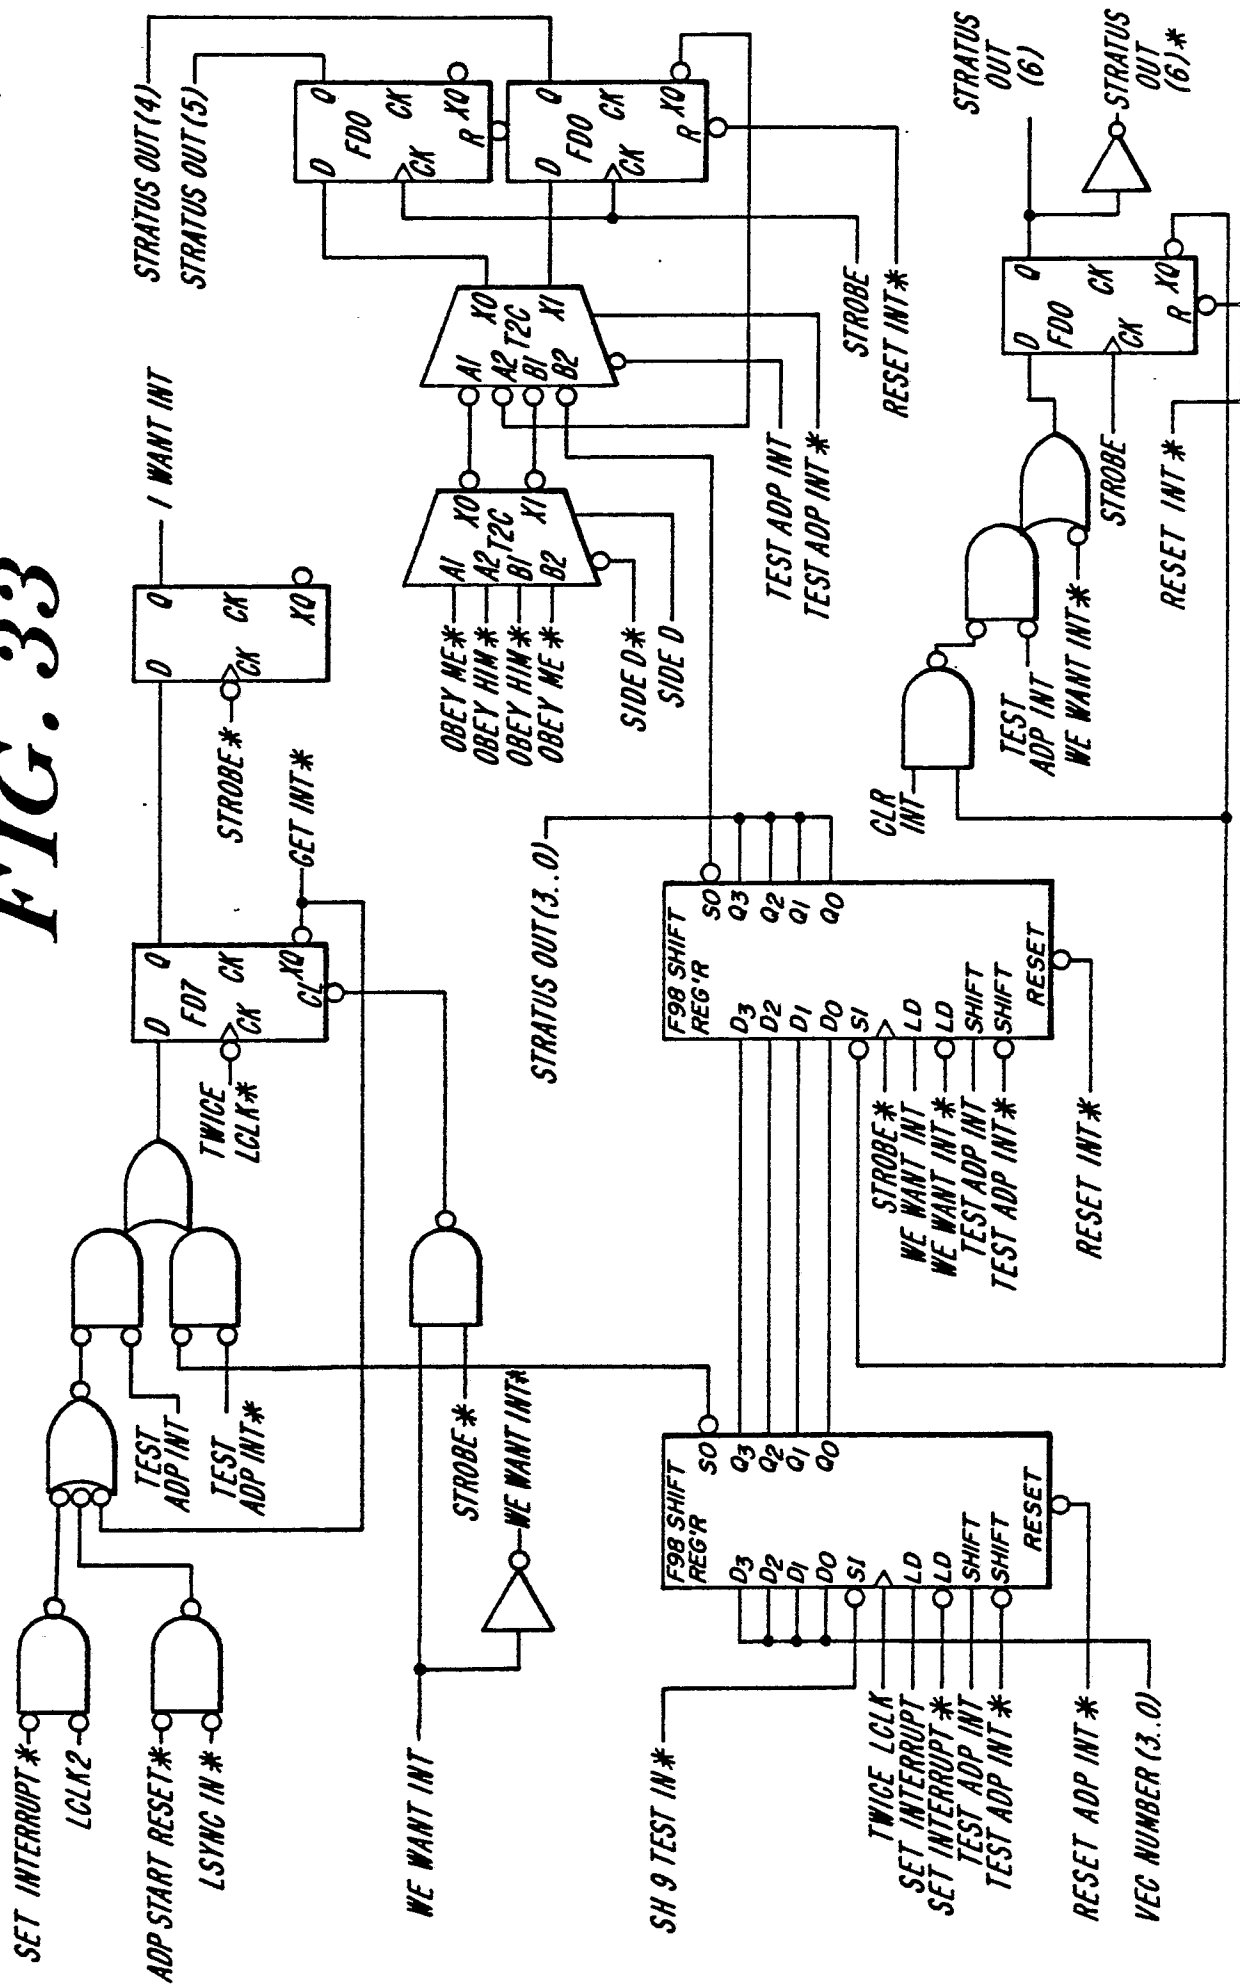 FIG. 33
SET INTERRUPT*
LCLK2
ADP START RESET*
LSYNC IN*
TEST
ADP INT
TEST
ADP INT*
D
Q
FD7
CK
CK
XQ
CL
TWICE
LCLK*
GET INT*
D
Q
CK
CK
XQ
STROBE*
I WANT INT
WE WANT INT
STROBE*
WE WANT INT*
OBEY ME*
OBEY HIM*
OBEY HIM*
OBEY ME*
A1
A2
B1
B2
T2C
X0
X1
SIDE D*
SIDE D
A1
A2
B1
B2
T2C
X0
X1
TEST ADP INT
TEST ADP INT*
D
Q
FD0
CK
CK
XQ
R
D
Q
FD0
CK
CK
XQ
R
STRATUS OUT(4)
STRATUS OUT(5)
STROBE
RESET INT*
SH 9 TEST IN*
TWICE LCLK
SET INTERRUPT
SET INTERRUPT*
TEST ADP INT
TEST ADP INT*
RESET ADP INT*
VEC NUMBER (3..0)
F98 SHIFT
REG'R
D3
D2
D1
D0
SI
LD
LD
SHIFT
SHIFT
RESET
SO
Q3
Q2
Q1
Q0
STROBE*
WE WANT INT
WE WANT INT*
TEST ADP INT
TEST ADP INT*
RESET INT*
F98 SHIFT
REG'R
D3
D2
D1
D0
SI
LD
LD
SHIFT
SHIFT
RESET
SO
Q3
Q2
Q1
Q0
STRATUS OUT(3..0)
CLR
INT
TEST
ADP INT
WE WANT INT*
STROBE
RESET INT*
D
Q
FD0
CK
CK
XQ
R
STRATUS
OUT
(6)
STRATUS
OUT
(6)*